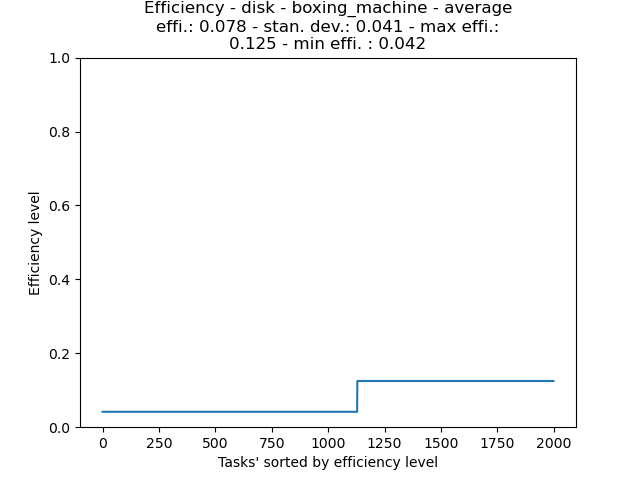 Efficiency - disk - boxing_machine - average
effi.: 0.078 - stan. dev.: 0.041 - max effi.:
0.125 - min effi. : 0.042
1.0
0.8
0.6
0.4
0.2
0.0
Efficiency level
0 250 500 750 1000 1250 1500 1750 2000
Tasks' sorted by efficiency level